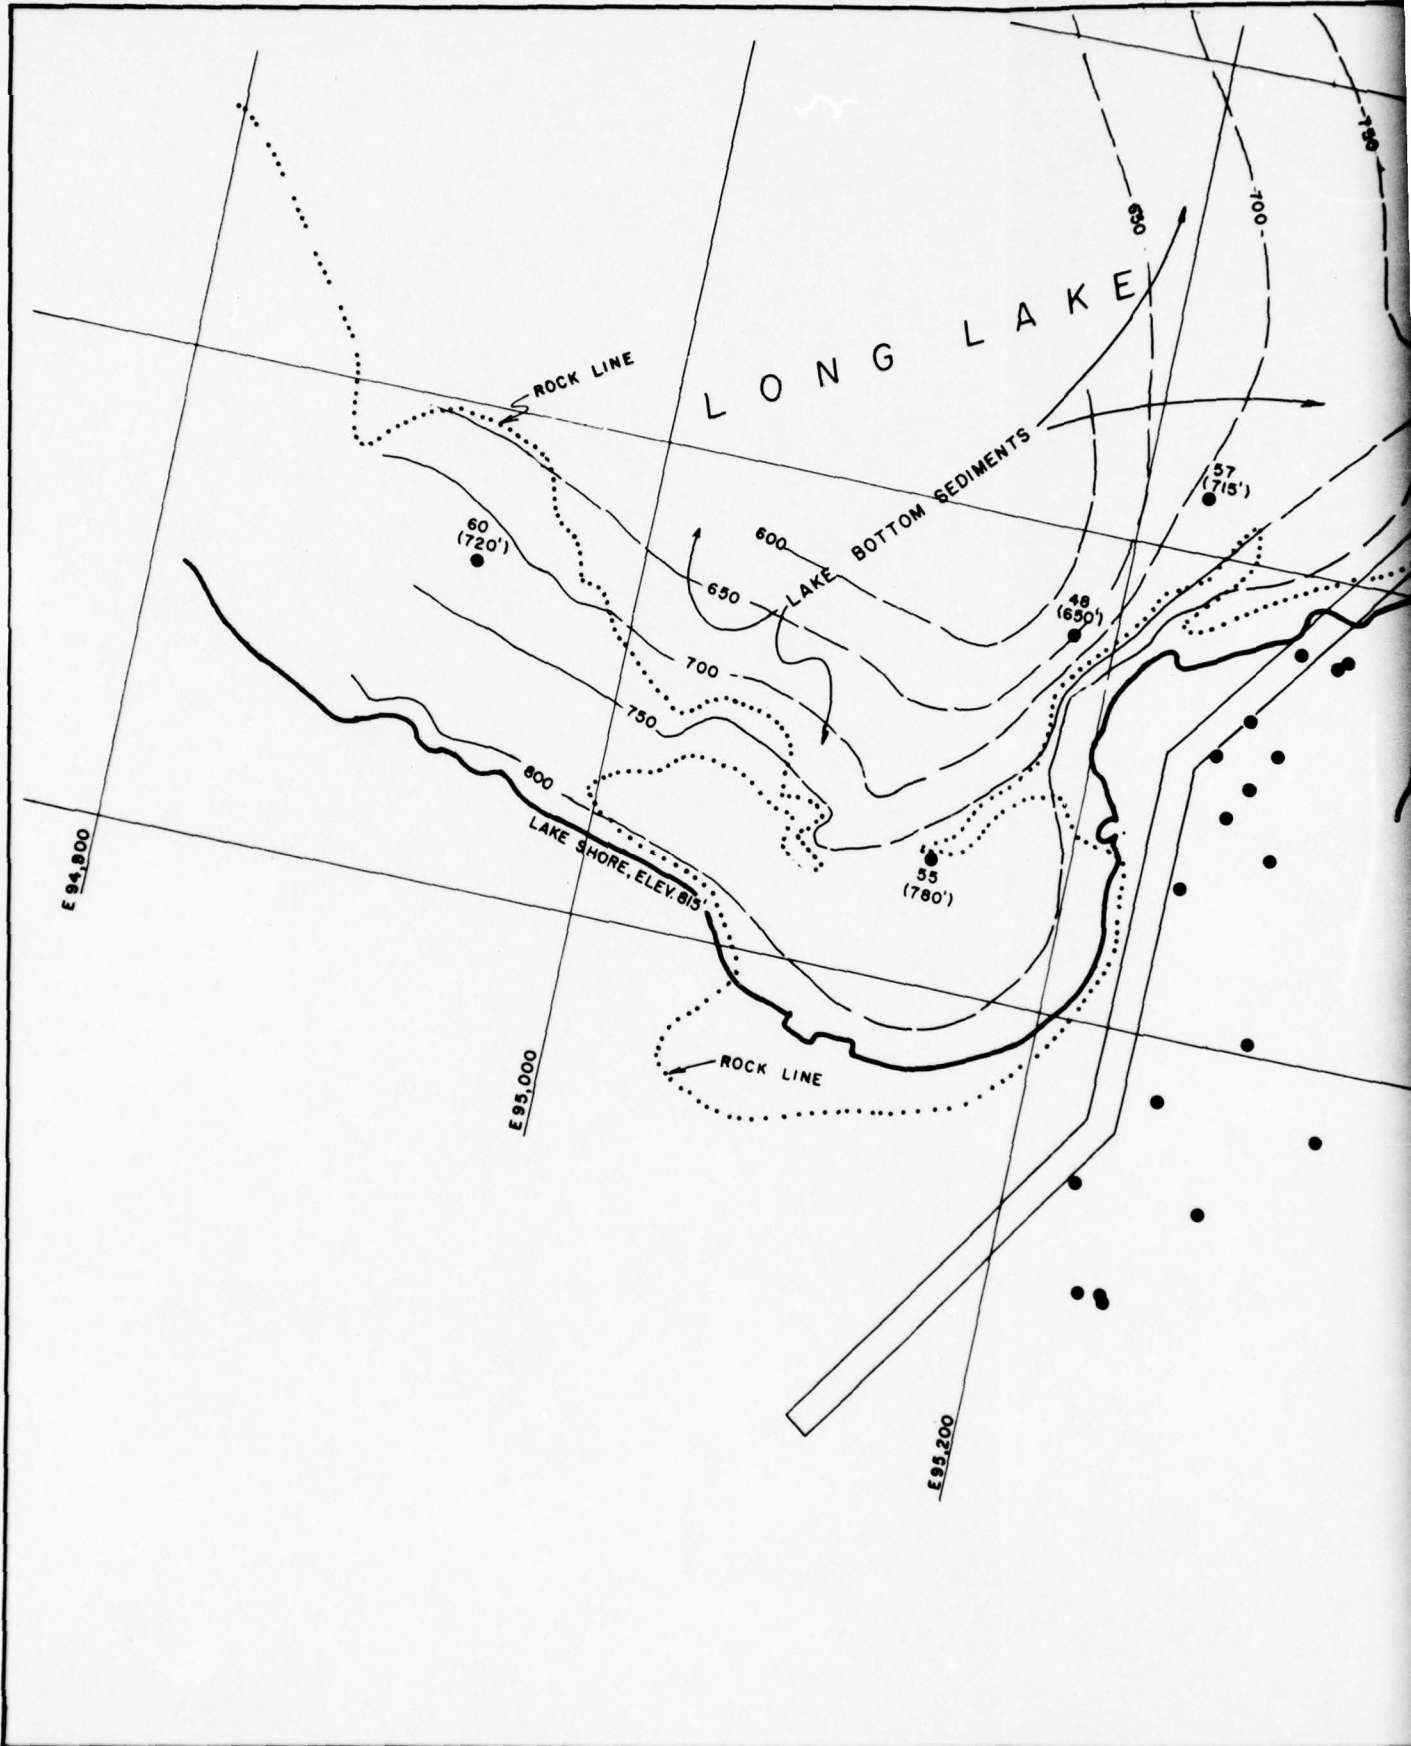 750
650
700
LONG LAKE
ROCK LINE
LAKE BOTTOM SEDIMENTS
57
(715')
60
(720')
600
650
48
(650')
700
750
800
LAKE SHORE, ELEV. 815'
55
(780')
E 94,800
E 95,000
ROCK LINE
E 95,200